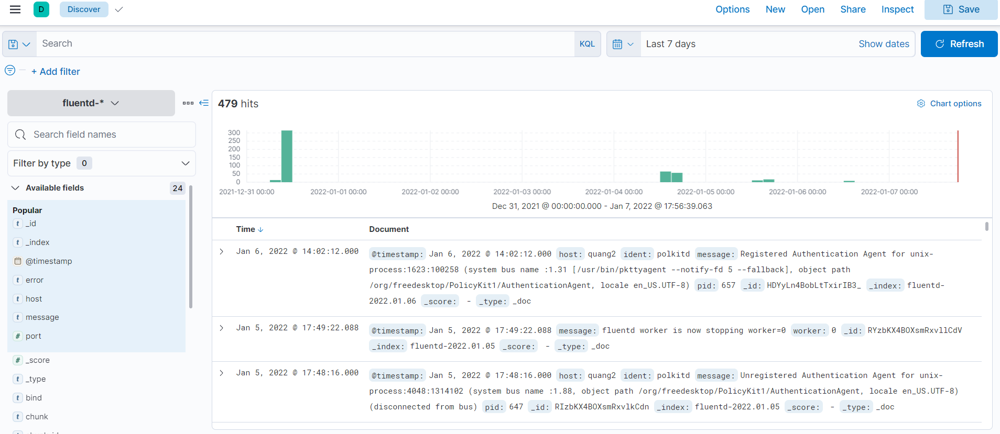 D Discover Options New Open Share Inspect Save
Search KQL Last 7 days Show dates Refresh
+ Add filter
fluentd-*
479 hits Chart options
Search field names
300
250
200
150
100
50
0
2021-12-31 00:00 2022-01-01 00:00 2022-01-02 00:00 2022-01-03 00:00 2022-01-04 00:00 2022-01-05 00:00 2022-01-06 00:00 2022-01-07 00:00
Dec 31, 2021 @ 00:00:00.000 - Jan 7, 2022 @ 17:56:39.063
Filter by type 0
Available fields 24
Popular
t _id
t _index
@timestamp
t error
t host
t message
# port
# _score
t _type
t bind
t chunk
Time Document
Jan 6, 2022 @ 14:02:12.000 @timestamp: Jan 6, 2022 @ 14:02:12.000 host: quang2 ident: polkitd message: Registered Authentication Agent for unix-
process:1623:100258 (system bus name :1.31 [/usr/bin/pkttyagent --notify-fd 5 --fallback], object path
/org/freedesktop/PolicyKit1/AuthenticationAgent, locale en_US.UTF-8) pid: 657 _id: HDYyLn4BobLtTxirIB3_ _index: fluentd-
2022.01.06 _score: - _type: _doc
Jan 5, 2022 @ 17:49:22.088 @timestamp: Jan 5, 2022 @ 17:49:22.088 message: fluentd worker is now stopping worker=0 worker: 0 _id: RYzbKX4BOXsmRxvllCdV
_index: fluentd-2022.01.05 _score: - _type: _doc
Jan 5, 2022 @ 17:48:16.000 @timestamp: Jan 5, 2022 @ 17:48:16.000 host: quang2 ident: polkitd message: Unregistered Authentication Agent for unix-
process:4048:1314102 (system bus name :1.88, object path /org/freedesktop/PolicyKit1/AuthenticationAgent, locale en_US.UTF-8)
(disconnected from bus) pid: 647 _id: RIzbKX4BOXsmRxvlkCdn _index: fluentd-2022.01.05 _score: - _type: _doc